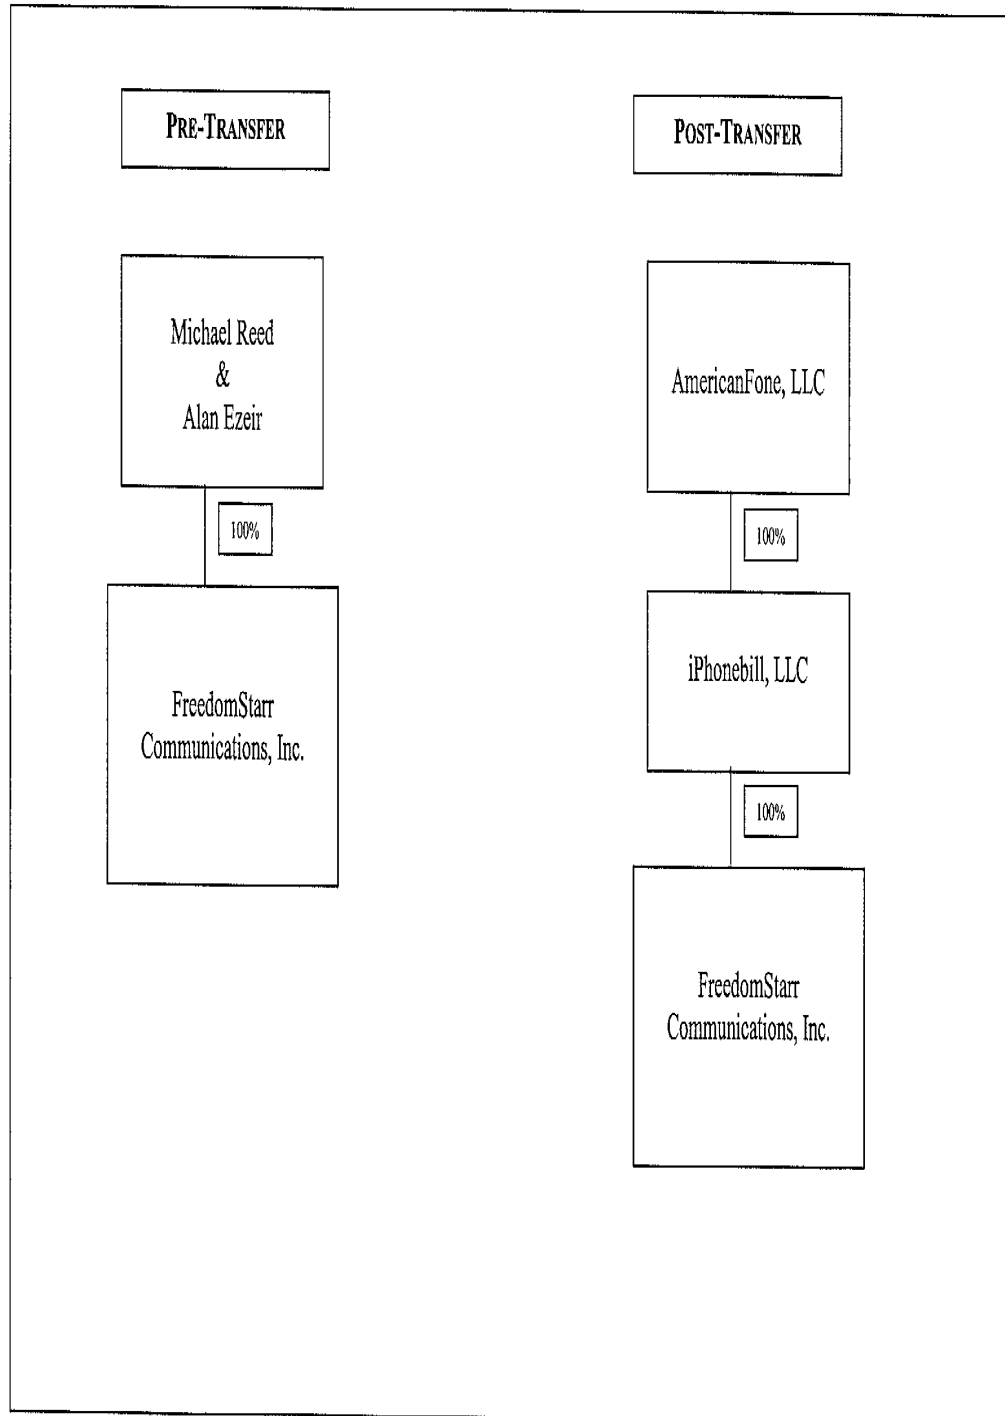 PRE-TRANSFER
Michael Reed
&
Alan Ezeir
100%
FreedomStarr
Communications, Inc.
POST-TRANSFER
AmericanFone, LLC
100%
iPhonebill, LLC
100%
FreedomStarr
Communications, Inc.